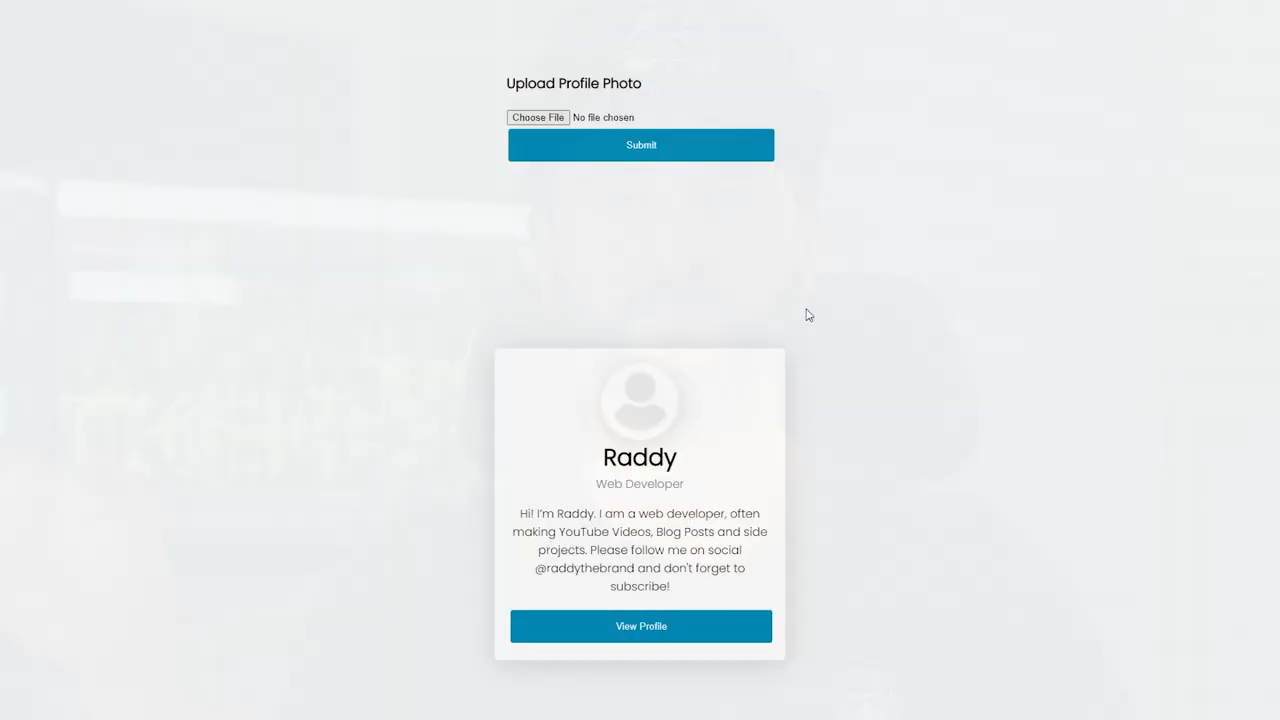 Upload Profile Photo
Choose File No file chosen
Submit
Raddy
Web Developer
Hi! I'm Raddy. I am a web developer, often
making YouTube Videos, Blog Posts and side
projects. Please follow me on social
@raddythebrand and don't forget to
subscribe!
View Profile